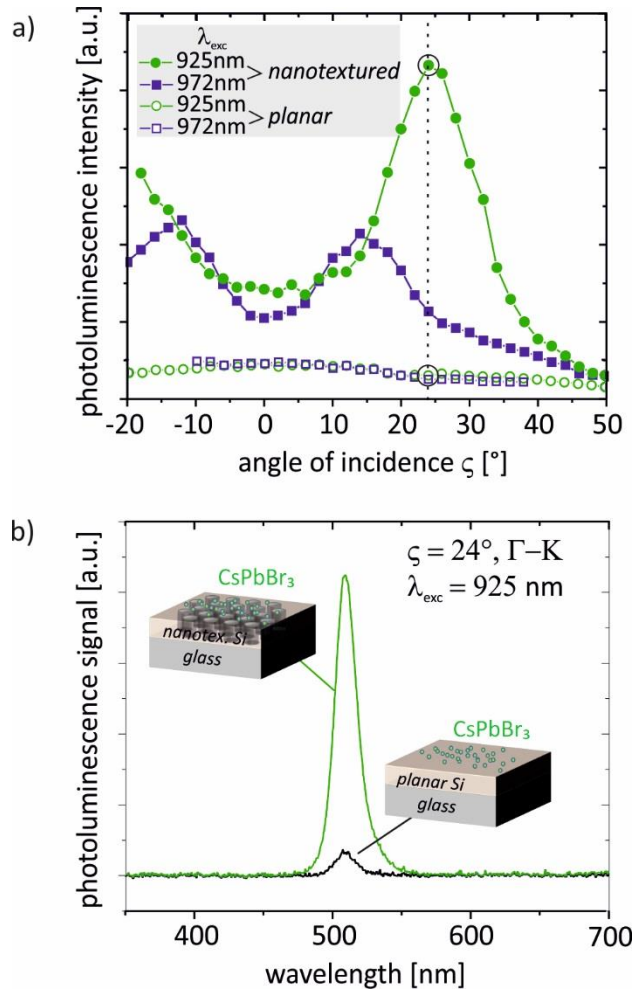 a)
photoluminescence intensity [a.u.]
λexc
925nm
972nm
> nanotextured
925nm
972nm
> planar
-20 -10 0 10 20 30 40 50
angle of incidence ς [°]
b)
photoluminescence signal [a.u.]
ς = 24°, Γ–K
λexc = 925 nm
CsPbBr₃
nanotex. Si
glass
CsPbBr₃
planar Si
glass
400 500 600 700
wavelength [nm]